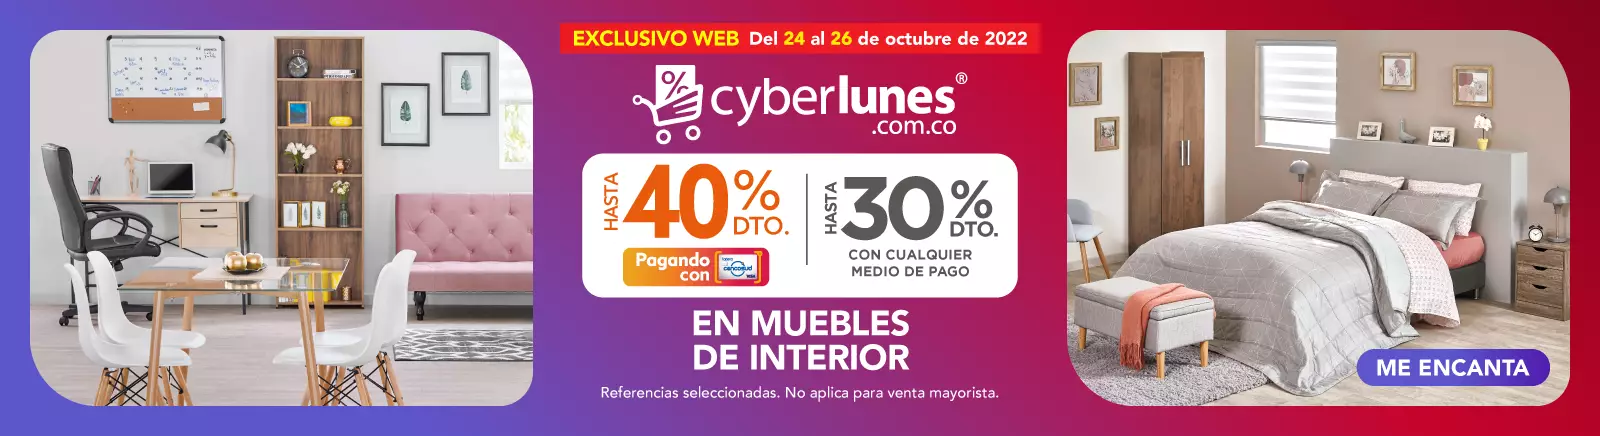 EXCLUSIVO WEB Del 24 al 26 de octubre de 2022
%
cyberlunes®
.com.co
HASTA 40% DTO.
Pagando
con
cencosud
HASTA 30% DTO.
CON CUALQUIER
MEDIO DE PAGO
EN MUEBLES
DE INTERIOR
Referencias seleccionadas. No aplica para venta mayorista.
ME ENCANTA